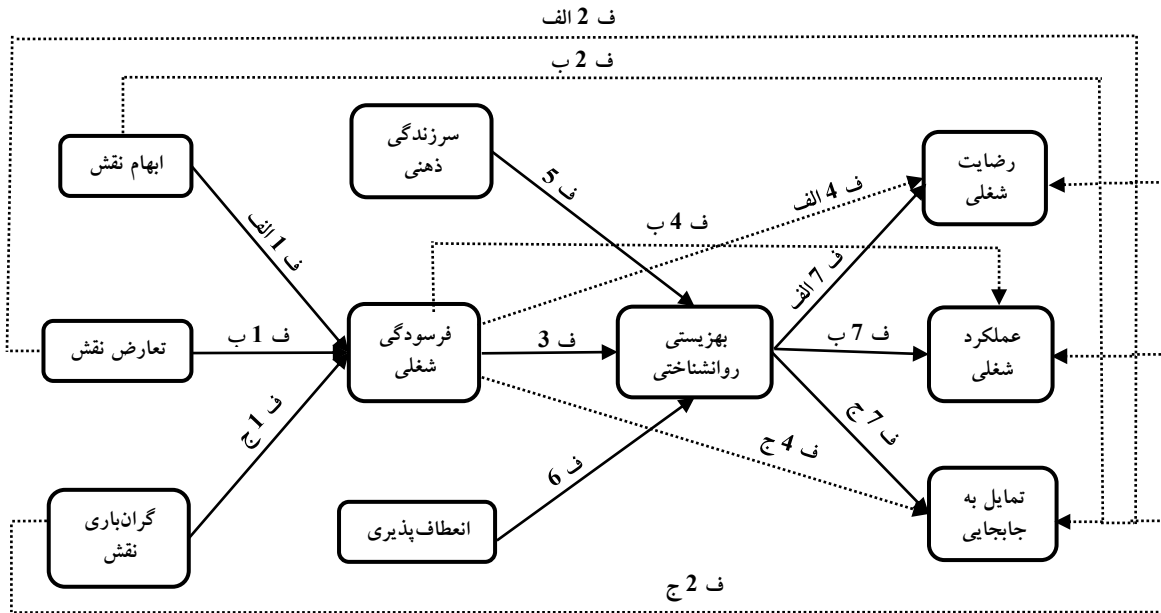 ف 2 الف
ف 2 ب
سرزندگی
ذهنی
رضایت
شغلی
ابهام نقش
ف 5
ف 4 الف
ف 1 الف
ف 4 ب
ف 7 الف
تعارض نقش
ف 1 ب
فرسودگی
شغلی
ف 3
بهزیستی
روانشناختی
ف 7 ب
عملکرد
شغلی
ف 1 ج
ف 4 ج
ف 7 ج
ف 6
گران‌باری
نقش
انعطاف‌پذیری
تمایل به
جابجایی
ف 2 ج